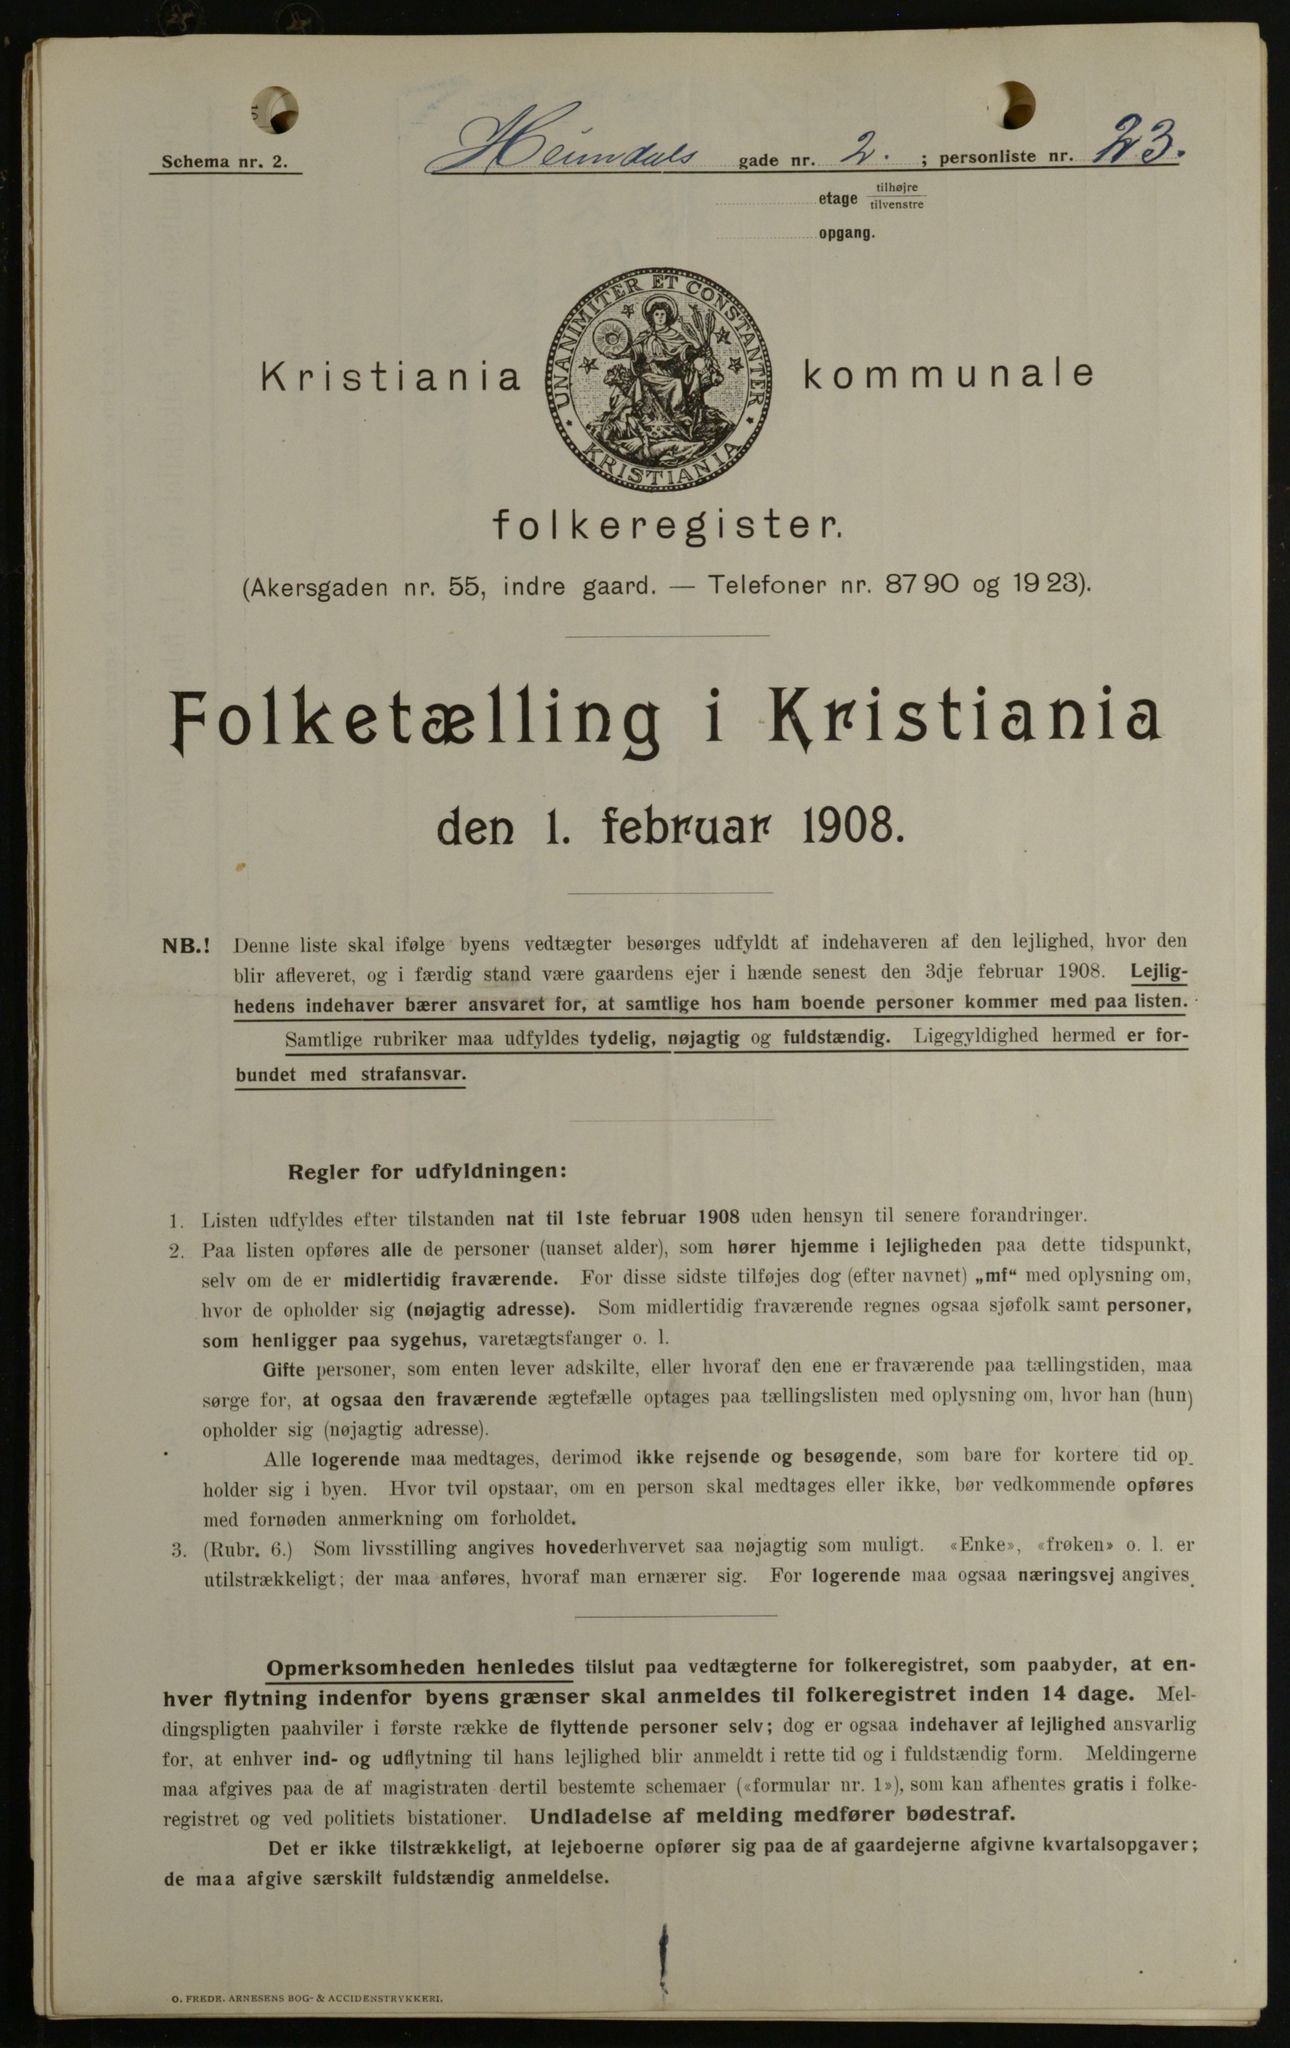 Schema nr. 2.
Heimdals gade nr. 2. ; personliste nr. 23.
etage tilhøjre
tilvenstre
opgang.
UNANIMITER ET CONSTANTER
KRISTIANIA
Kristiania kommunale
folkeregister.
(Akersgaden nr. 55, indre gaard. — Telefoner nr. 87 90 og 19 23).
Folketælling i Kristiania
den 1. februar 1908.
NB.! Denne liste skal ifølge byens vedtægter besørges udfyldt af indehaveren af den lejlighed, hvor den
blir afleveret, og i færdig stand være gaardens ejer i hænde senest den 3dje februar 1908. Lejlig-
hedens indehaver bærer ansvaret for, at samtlige hos ham boende personer kommer med paa listen.
Samtlige rubriker maa udfyldes tydelig, nøjagtig og fuldstændig. Ligegyldighed hermed er for-
bundet med strafansvar.
Regler for udfyldningen:
1. Listen udfyldes efter tilstanden nat til 1ste februar 1908 uden hensyn til senere forandringer.
2. Paa listen opføres alle de personer (uanset alder), som hører hjemme i lejligheden paa dette tidspunkt,
selv om de er midlertidig fraværende. For disse sidste tilføjes dog (efter navnet) „mf“ med oplysning om,
hvor de opholder sig (nøjagtig adresse). Som midlertidig fraværende regnes ogsaa sjøfolk samt personer,
som henligger paa sygehus, varetægtsfanger o. l.
Gifte personer, som enten lever adskilte, eller hvoraf den ene er fraværende paa tællingstiden, maa
sørge for, at ogsaa den fraværende ægtefælle optages paa tællingslisten med oplysning om, hvor han (hun)
opholder sig (nøjagtig adresse).
Alle logerende maa medtages, derimod ikke rejsende og besøgende, som bare for kortere tid op-
holder sig i byen. Hvor tvil opstaar, om en person skal medtages eller ikke, bør vedkommende opføres
med fornøden anmerkning om forholdet.
3. (Rubr. 6.) Som livsstilling angives hovederhvervet saa nøjagtig som muligt. «Enke», «frøken» o. l. er
utilstrækkeligt; der maa anføres, hvoraf man ernærer sig. For logerende maa ogsaa næringsvej angives.
Opmerksomheden henledes tilslut paa vedtægterne for folkeregistret, som paabyder, at en-
hver flytning indenfor byens grænser skal anmeldes til folkeregistret inden 14 dage. Mel-
dingspligten paahviler i første række de flyttende personer selv; dog er ogsaa indehaver af lejlighed ansvarlig
for, at enhver ind- og udflytning til hans lejlighed blir anmeldt i rette tid og i fuldstændig form. Meldingerne
maa afgives paa de af magistraten dertil bestemte schemaer («formular nr. 1»), som kan afhentes gratis i folke-
registret og ved politiets bistationer. Undladelse af melding medfører bødestraf.
Det er ikke tilstrækkeligt, at lejeboerne opfører sig paa de af gaardejerne afgivne kvartalsopgaver;
de maa afgive særskilt fuldstændig anmeldelse.
O. FREDR. ARNESENS BOG- & ACCIDENSTRYKKERI.